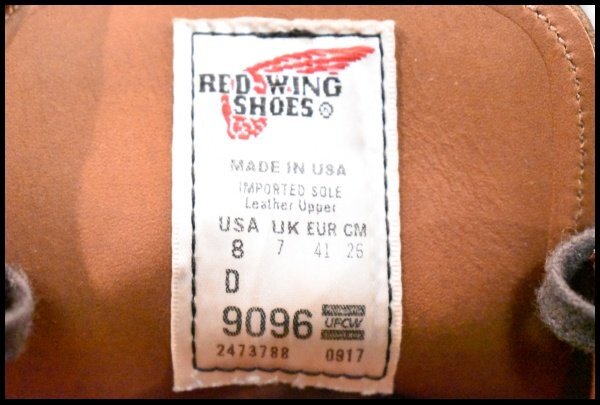 RED WING
SHOES®
MADE IN USA
IMPORTED SOLE
Leather Upper
USA UK EUR CM
8 7 41 26
D
9096 UFCW
2473788 0917